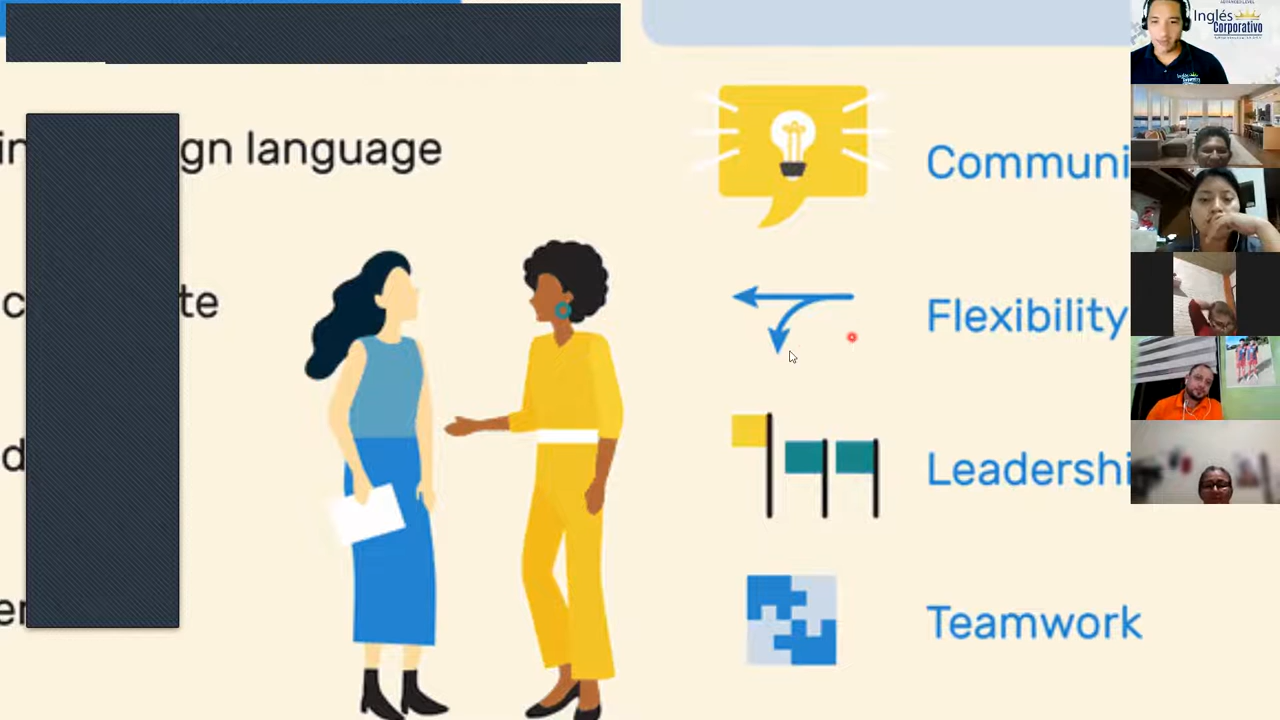 gn language
te
Communi
Flexibility
Leadershi
Teamwork
Inglés
Corporativo